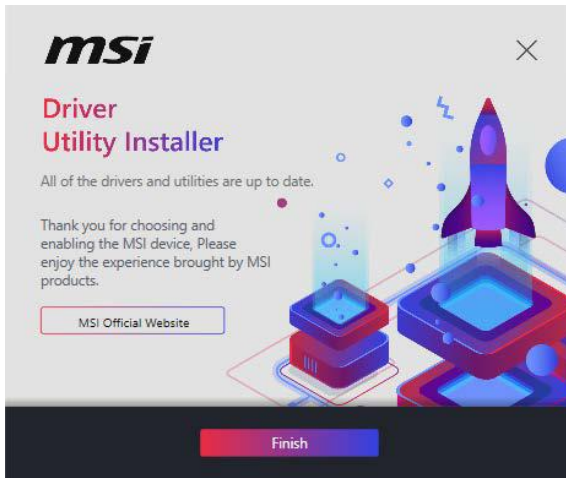 msi
Driver
Utility Installer
All of the drivers and utilities are up to date.
Thank you for choosing and
enabling the MSI device, Please
enjoy the experience brought by MSI
products.
MSI Official Website
Finish